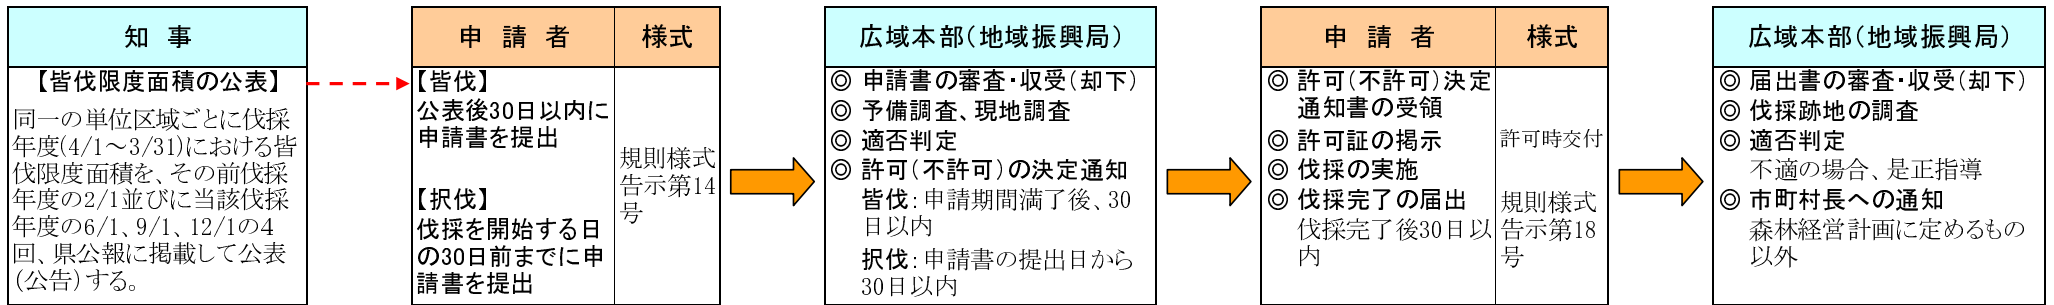 知 事
【皆伐限度面積の公表】
同一の単位区域ごとに伐採
年度(4/1～3/31)における皆
伐限度面積を、その前伐採
年度の2/1並びに当該伐採
年度の6/1、9/1、12/1の4
回、県公報に掲載して公表
(公告)する。
申 請 者
様式
【皆伐】
公表後30日以内に
申請書を提出
【択伐】
伐採を開始する日
の30日前までに申
請書を提出
規則様式
告示第14
号
広域本部（地域振興局）
◎ 申請書の審査・収受（却下）
◎ 予備調査、現地調査
◎ 適否判定
◎ 許可（不許可）の決定通知
皆伐：申請期間満了後、30
日以内
択伐：申請書の提出日から
30日以内
申 請 者
様式
◎ 許可（不許可）決定
通知書の受領
◎ 許可証の掲示
◎ 伐採の実施
◎ 伐採完了の届出
伐採完了後30日以
内
許可時交付
規則様式
告示第18
号
広域本部（地域振興局）
◎ 届出書の審査・収受（却下）
◎ 伐採跡地の調査
◎ 適否判定
不適の場合、是正指導
◎ 市町村長への通知
森林経営計画に定めるもの
以外